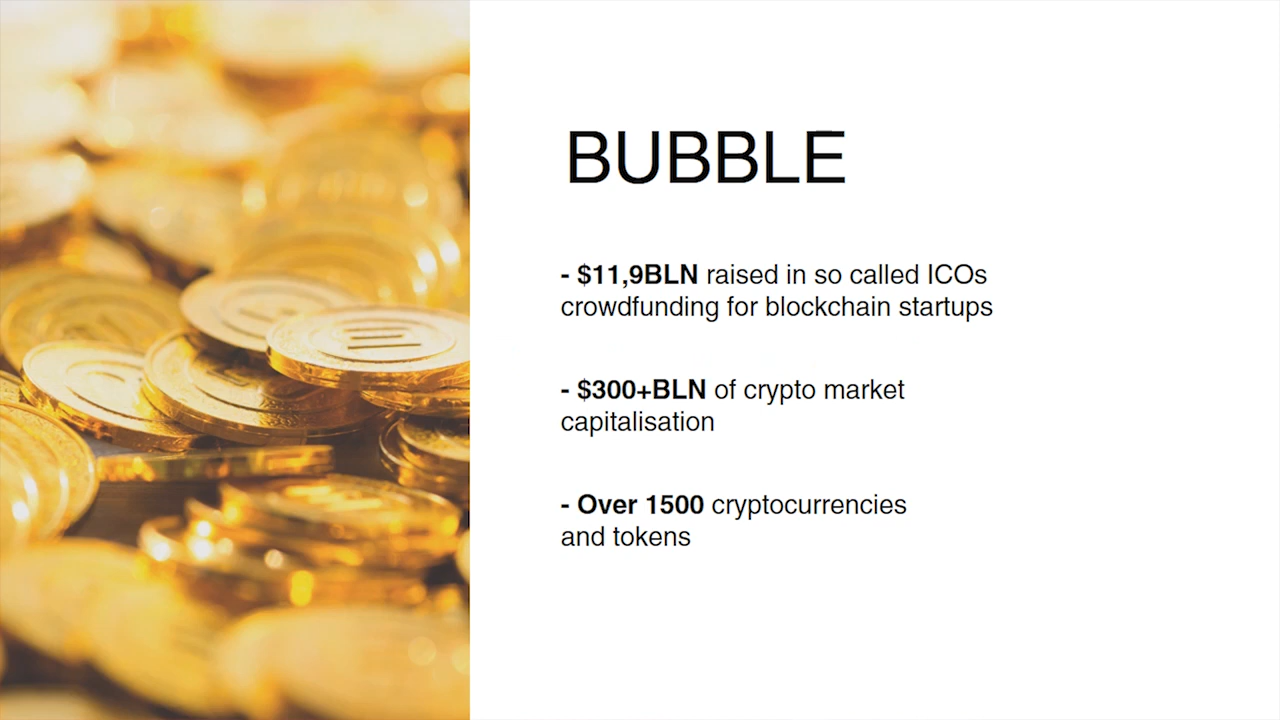 BUBBLE
- $11,9BLN raised in so called ICOs
crowdfunding for blockchain startups
- $300+BLN of crypto market
capitalisation
- Over 1500 cryptocurrencies
and tokens